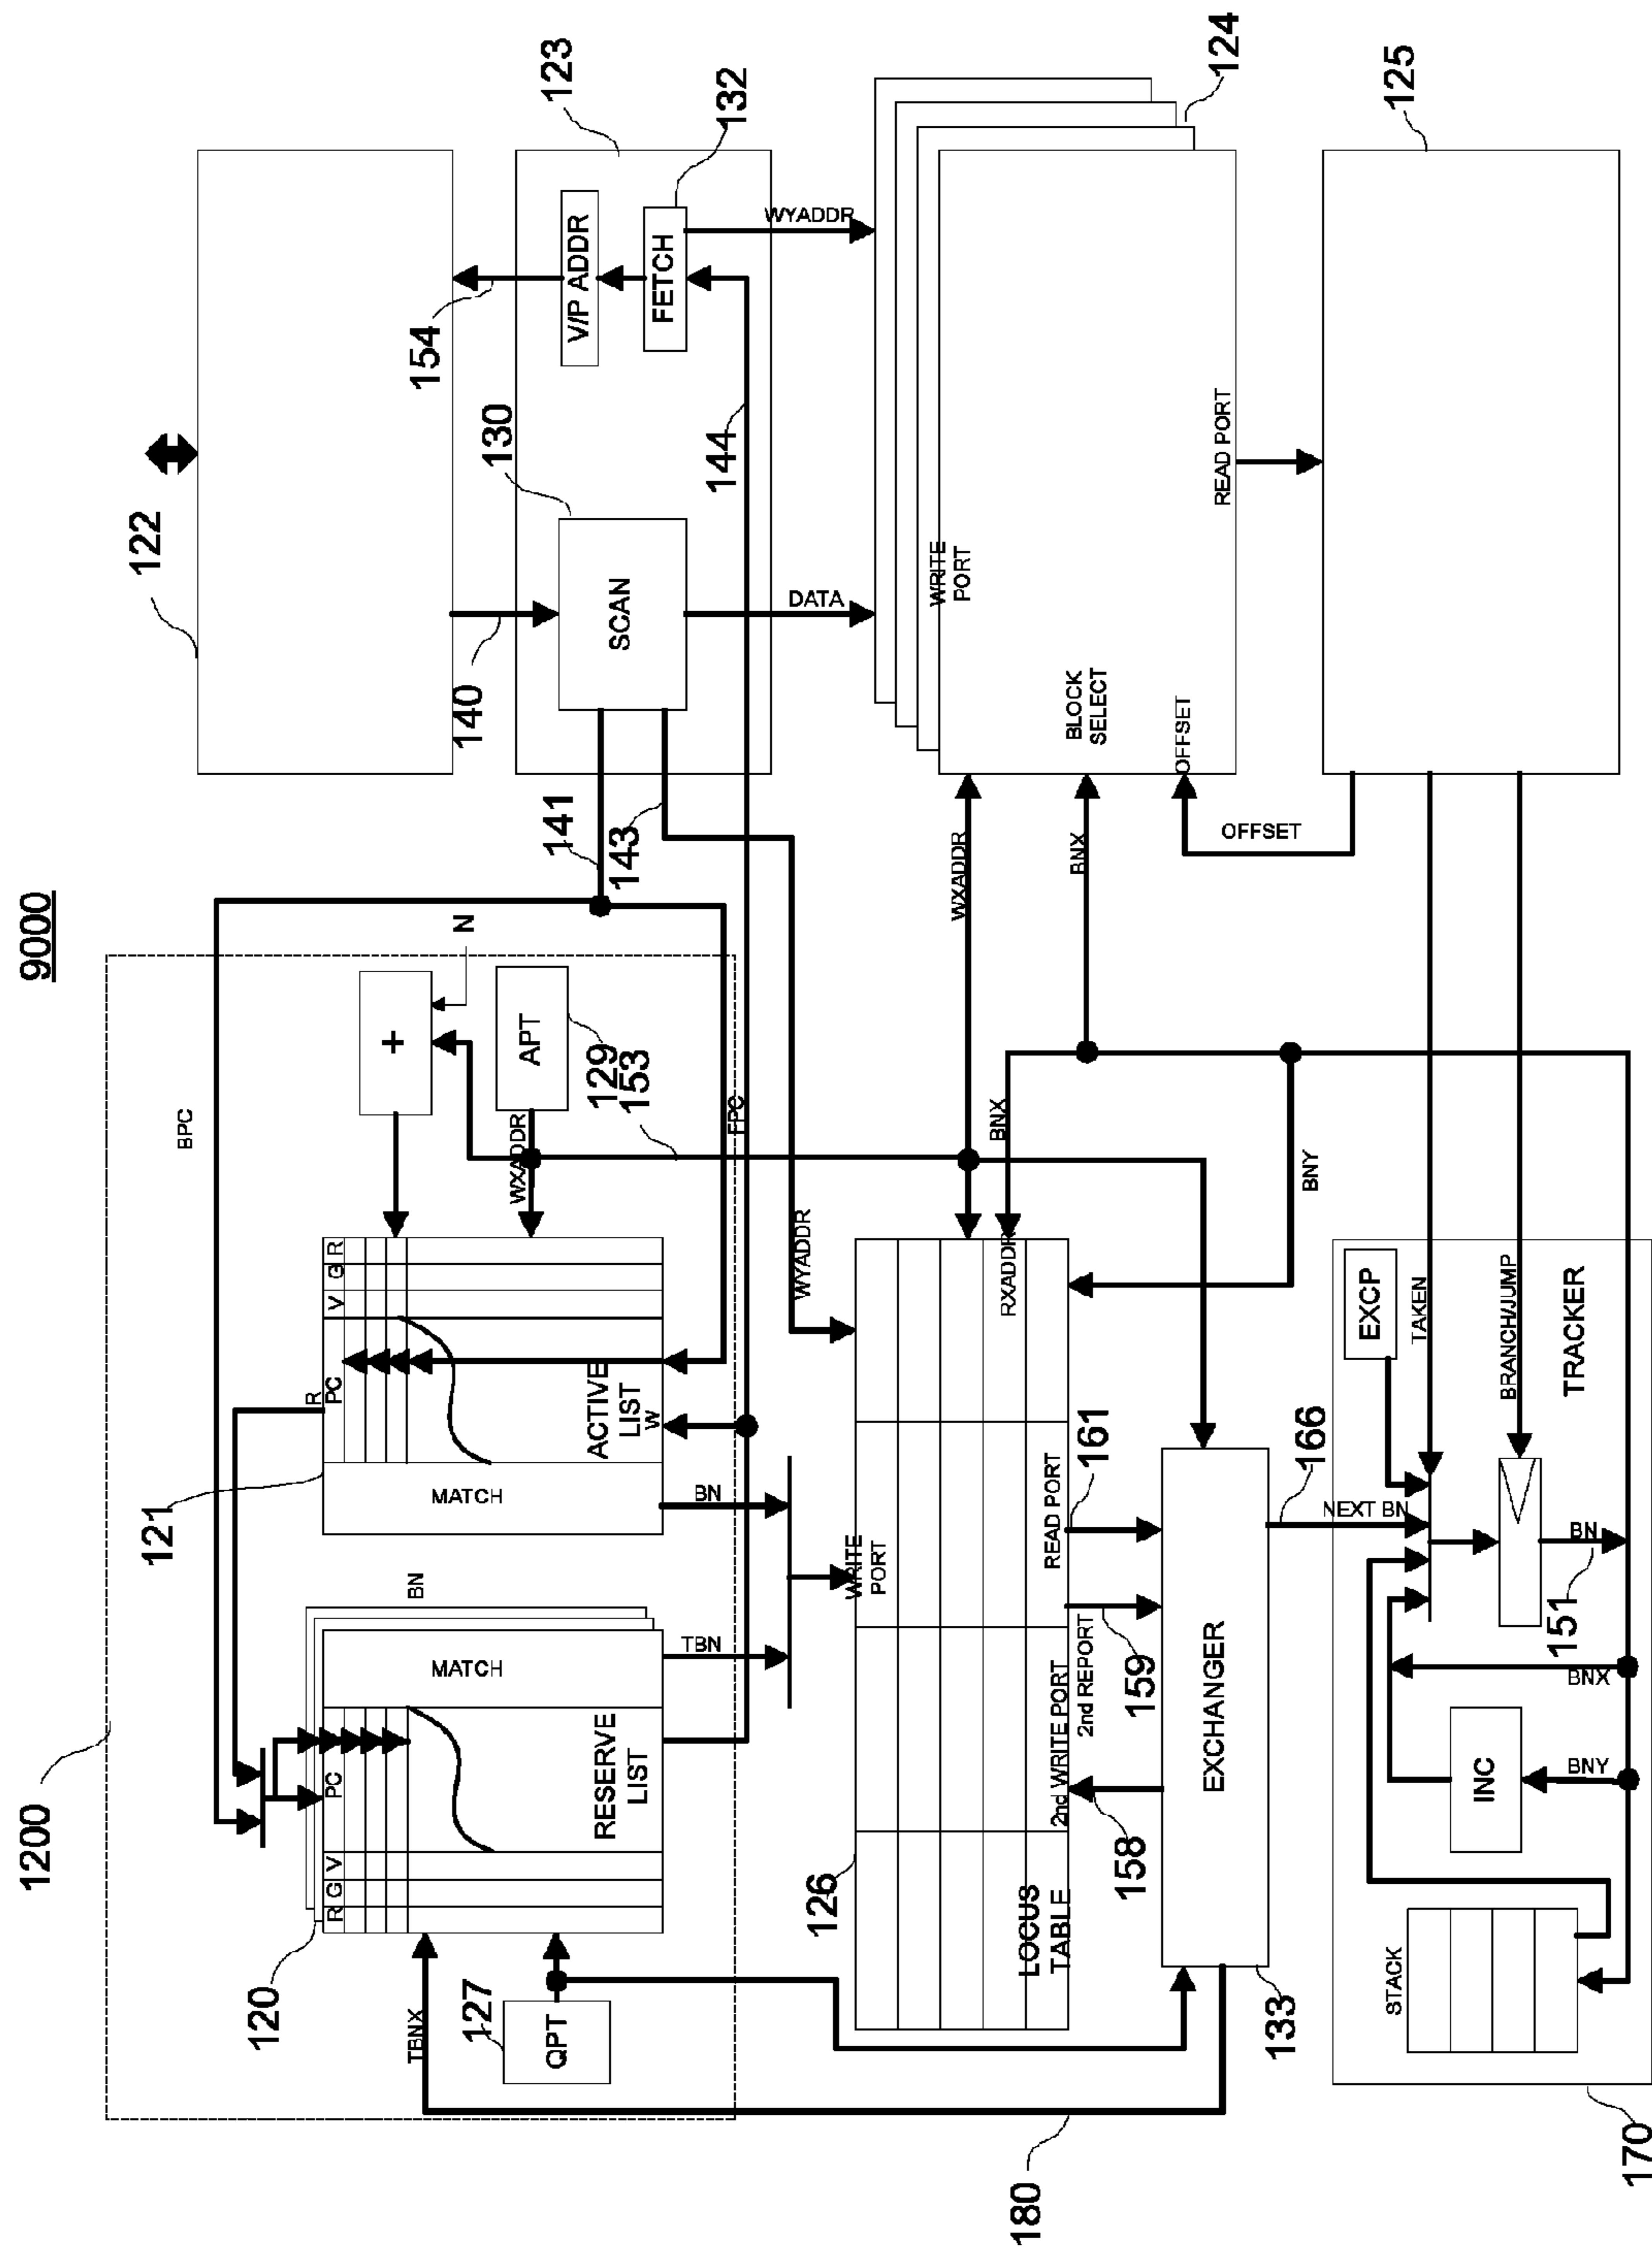 9000
1200
122
123
132
124
125
154
V/P ADDR
FETCH
WYADDR
130
144
140
SCAN
DATA
141
143
WRITE
PORT
BLOCK
SELECT
OFFSET
READ PORT
OFFSET
WXADDR
BNX
BPC
N
+
APT
129
153
WXADDR
FPC
121
R
PC
V
G
R
ACTIVE
LIST
W
MATCH
BN
BN
120
MATCH
TBN
PC
RESERVE
LIST
R
G
V
TBNX
127
QPT
WYADDR
BNX
RXADDR
BNY
WRITE
PORT
READ PORT
161
2nd WRITE PORT
2nd REPORT
159
158
126
LOCUS
TABLE
EXCHANGER
133
166
NEXT BN
EXCP
TAKEN
BRANCH/JUMP
TRACKER
BN
151
BNX
INC
BNY
STACK
170
180